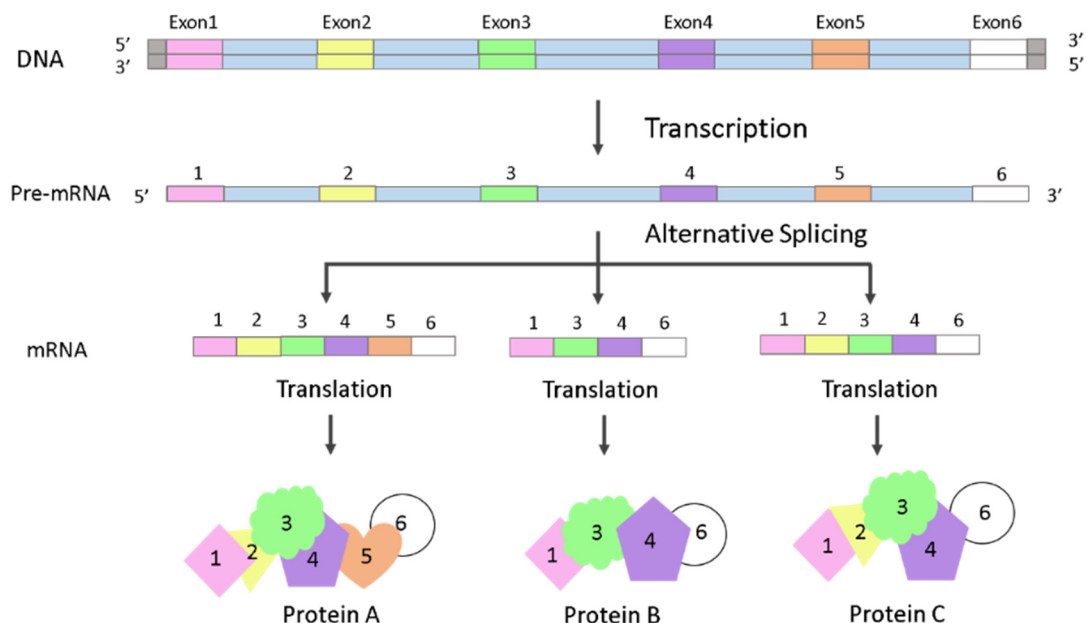 Exon1 Exon2 Exon3 Exon4 Exon5 Exon6
DNA 5’ 3’
3’ 5’
Transcription
1 2 3 4 5 6
Pre-mRNA 5’ 3’
Alternative Splicing
1 2 3 4 5 6 1 3 4 6 1 2 3 4 6
mRNA
Translation Translation Translation
1 2 3 4 5 6 1 3 4 6 1 2 3 4 6
Protein A Protein B Protein C